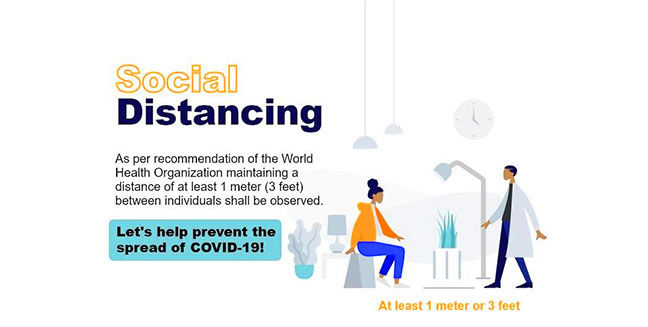 Social
Distancing
As per recommendation of the World
Health Organization maintaining a
distance of at least 1 meter (3 feet)
between individuals shall be observed.
Let's help prevent the
spread of COVID-19!
At least 1 meter or 3 feet